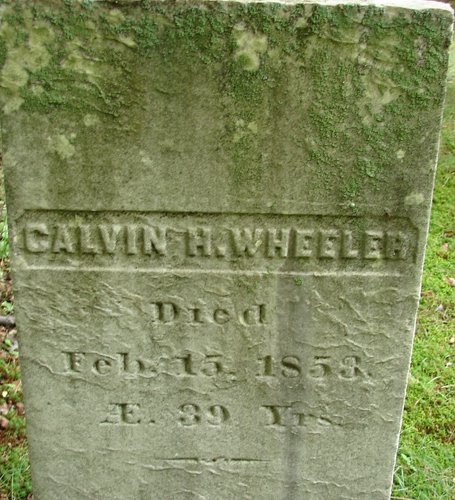 CALVIN H. WHEELER
Died
Feb. 15. 1853.
Æ. 39 Yrs.